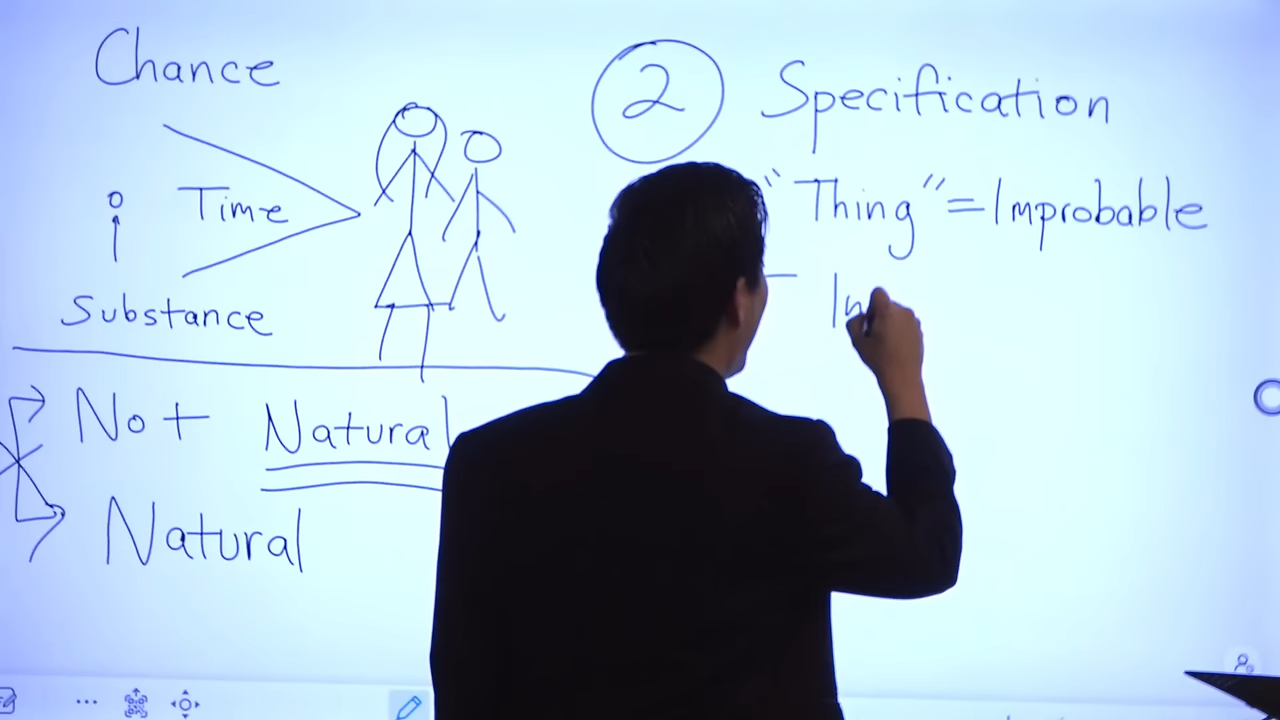 Chance
Time
Substance
Not Natural
Natural
2 Specification
"Thing" = Improbable